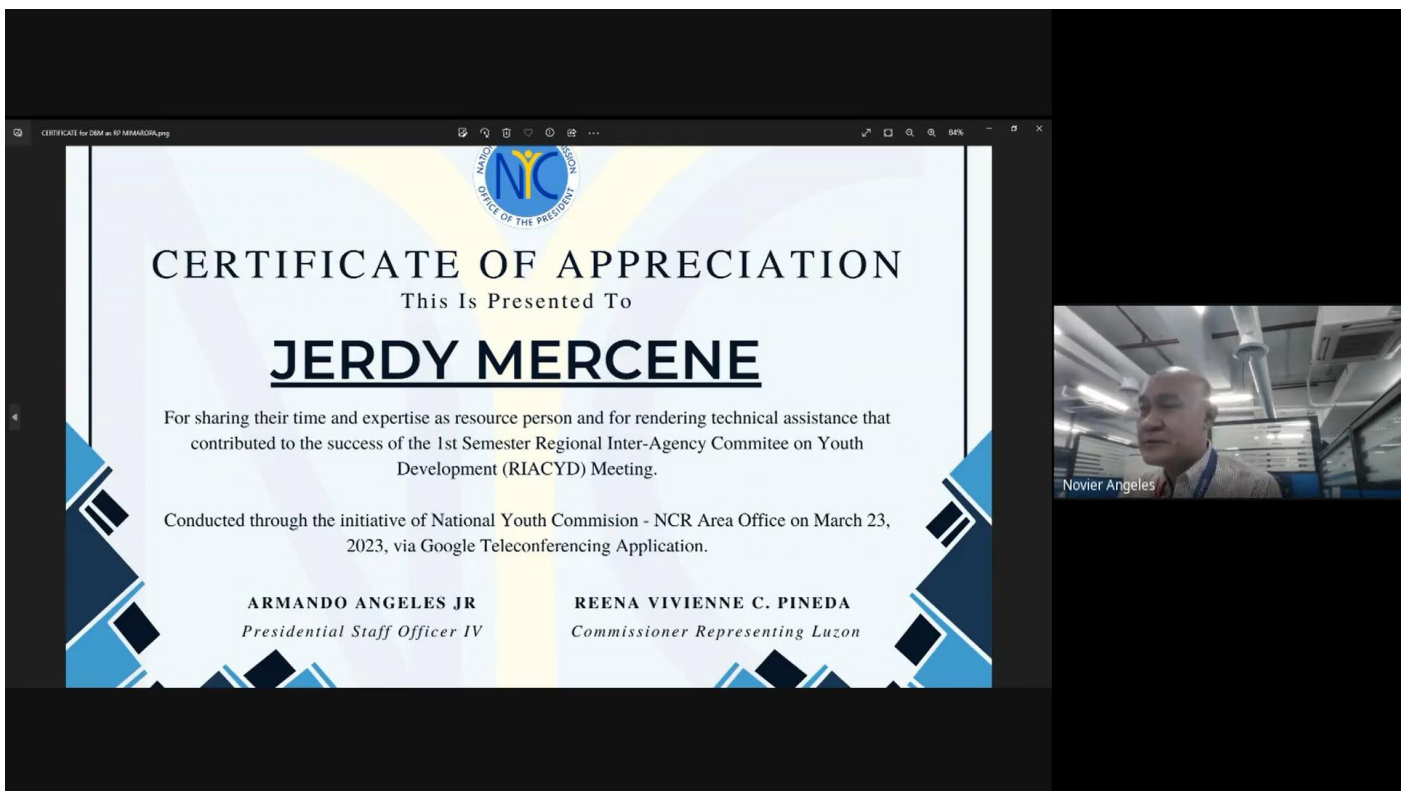 CERTIFICATE for DBM an RP MIMAROPA.png
84%
OFFICE OF THE PRESIDENT
NYC
CERTIFICATE OF APPRECIATION
This Is Presented To
JERDY MERCENE
For sharing their time and expertise as resource person and for rendering technical assistance that
contributed to the success of the 1st Semester Regional Inter-Agency Commitee on Youth
Development (RIACYD) Meeting.
Conducted through the initiative of National Youth Commision - NCR Area Office on March 23,
2023, via Google Teleconferencing Application.
ARMANDO ANGELES JR
Presidential Staff Officer IV
REENA VIVIENNE C. PINEDA
Commissioner Representing Luzon
Novier Angeles